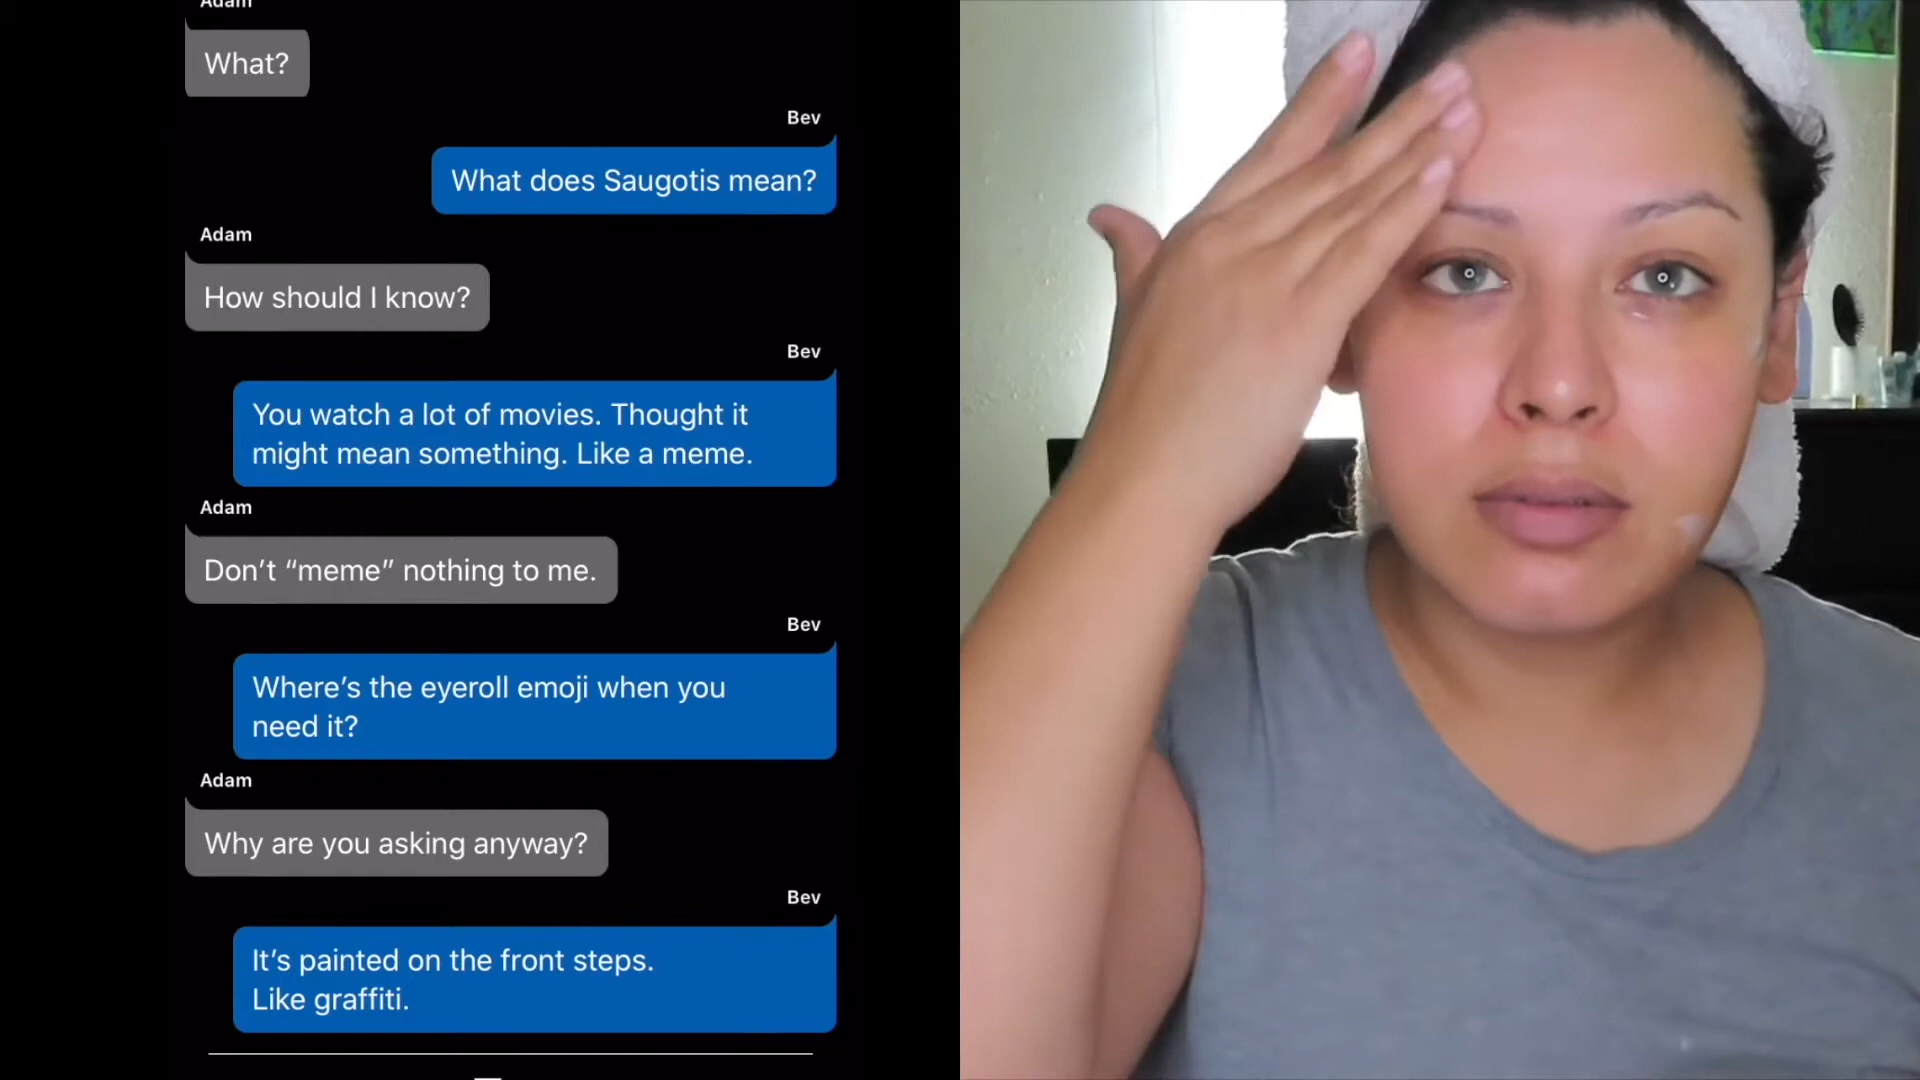 Adam
What?
Bev
What does Saugotis mean?
Adam
How should I know?
Bev
You watch a lot of movies. Thought it
might mean something. Like a meme.
Adam
Don’t “meme” nothing to me.
Bev
Where’s the eyeroll emoji when you
need it?
Adam
Why are you asking anyway?
Bev
It’s painted on the front steps.
Like graffiti.